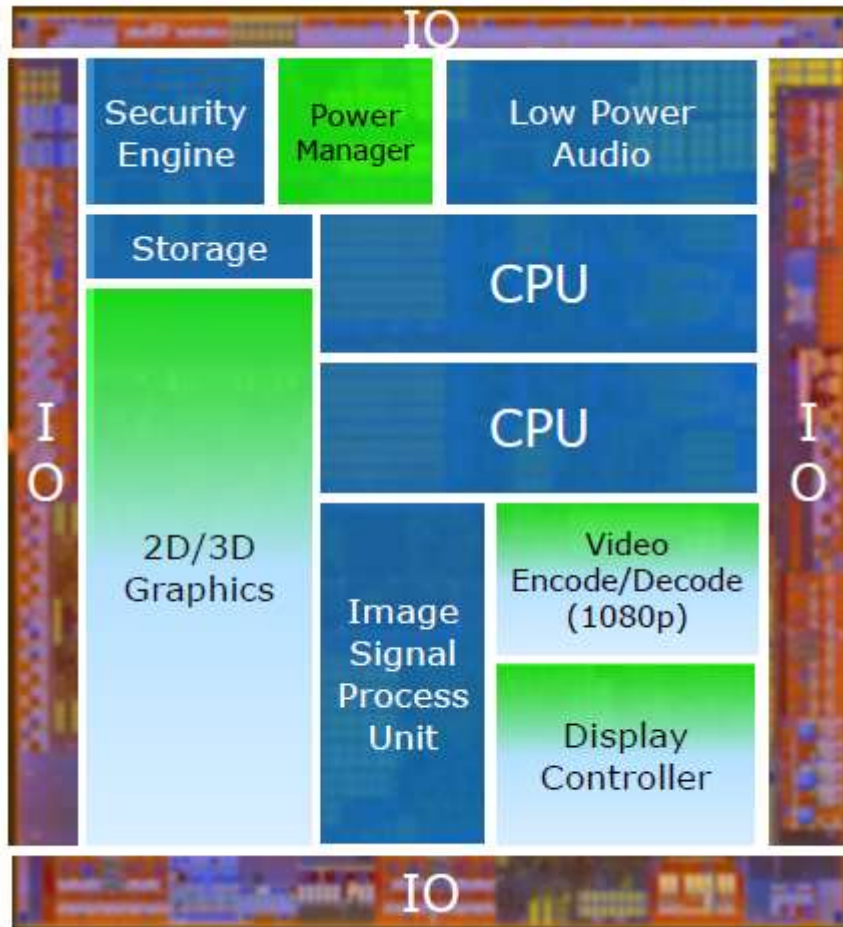 IO
Security
Engine
Power
Manager
Low Power
Audio
Storage
CPU
CPU
I
O
I
O
2D/3D
Graphics
Image
Signal
Process
Unit
Video
Encode/Decode
(1080p)
Display
Controller
IO